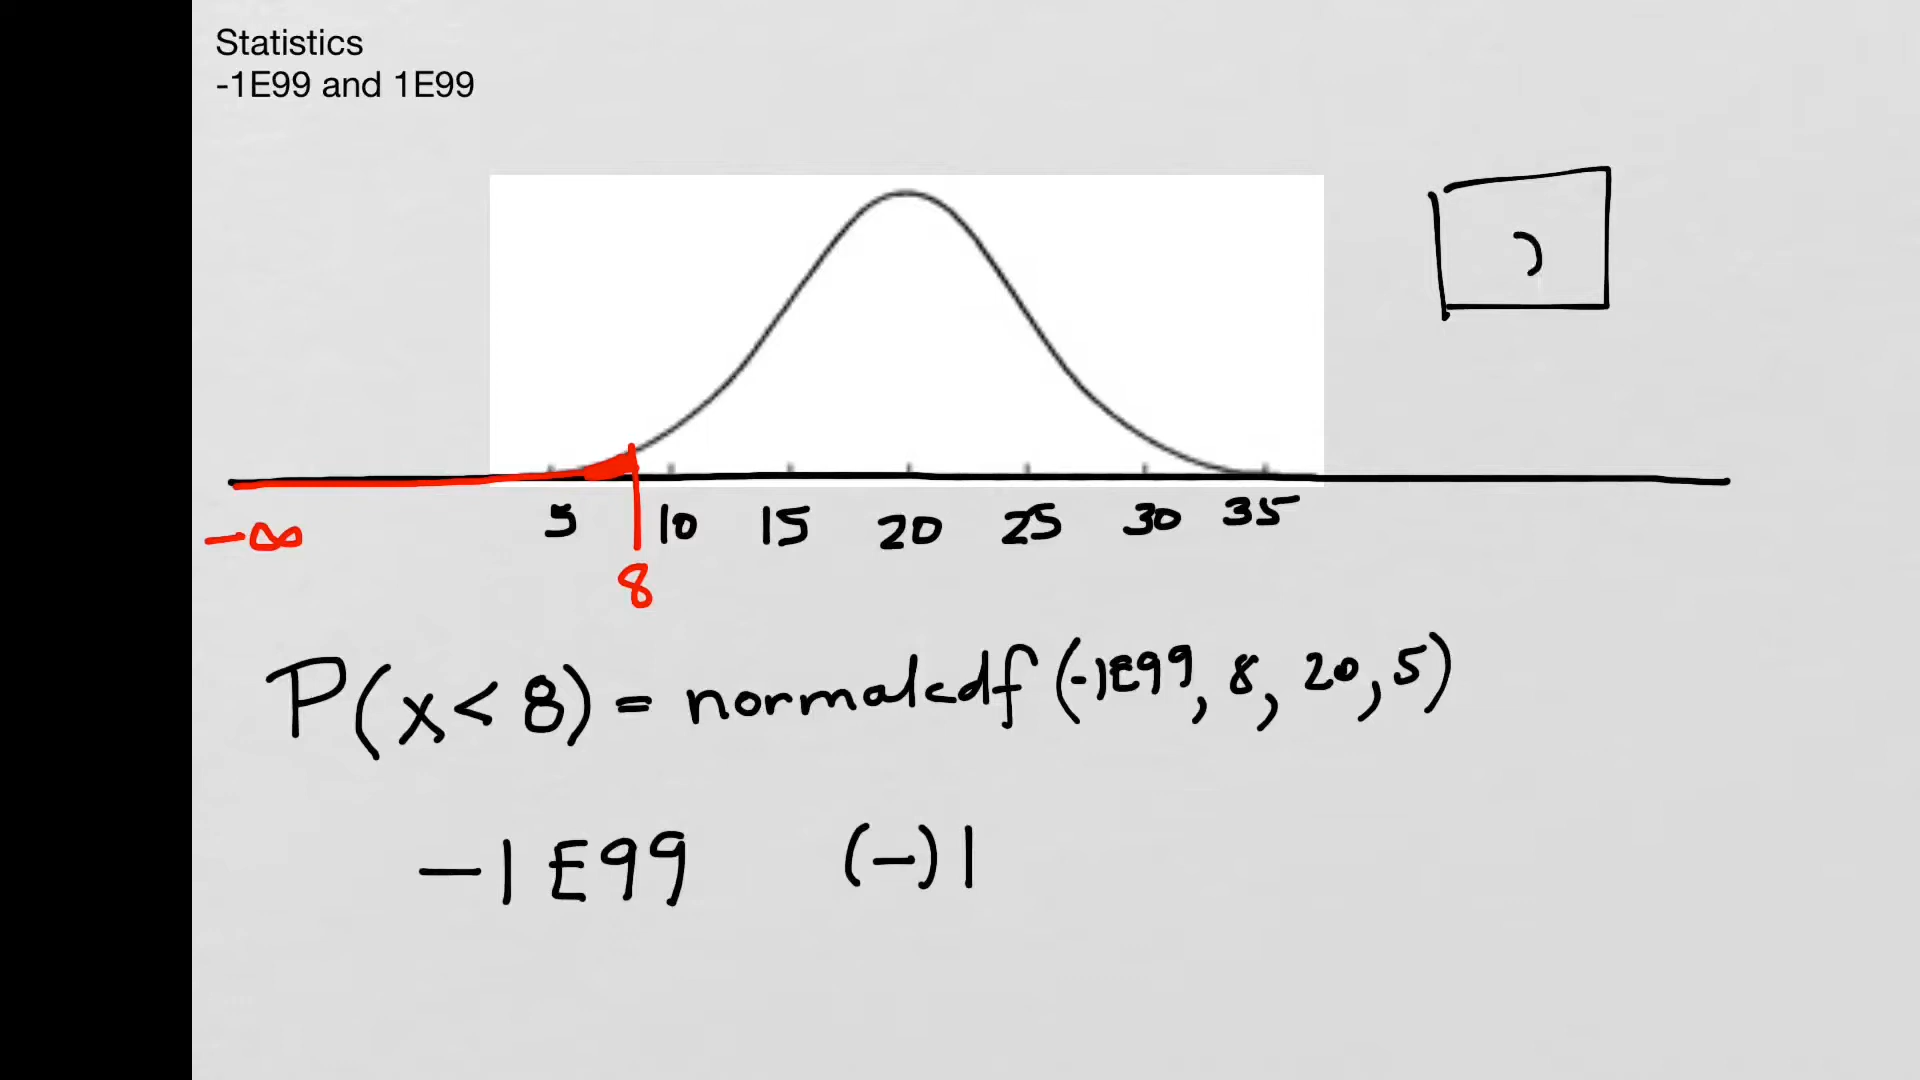 Statistics
-1E99 and 1E99
,
5 10 15 20 25 30 35
-∞
8
P(x<8) = normalcdf(-1E99, 8, 20, 5)
-1E99 (-)1